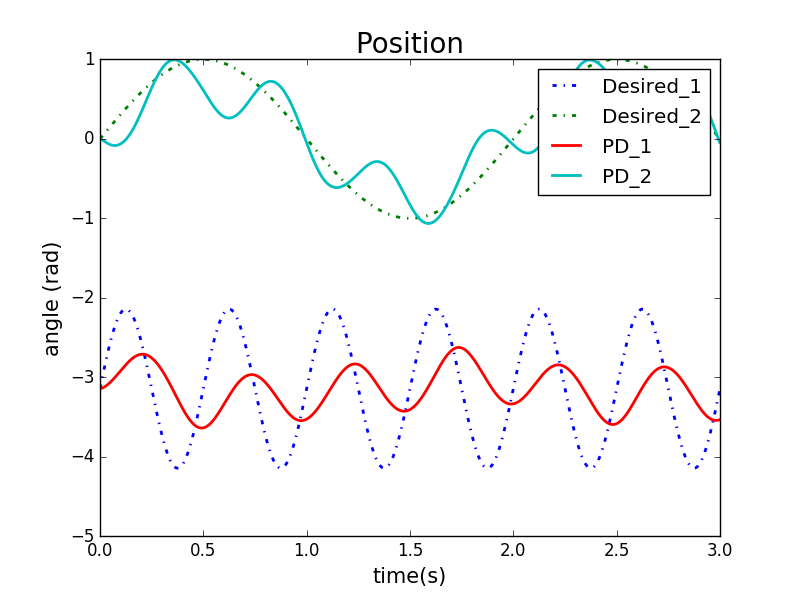 Position
1
0
−1
−2
−3
−4
−5
angle (rad)
Desired_1
Desired_2
PD_1
PD_2
0.0 0.5 1.0 1.5 2.0 2.5 3.0
time(s)